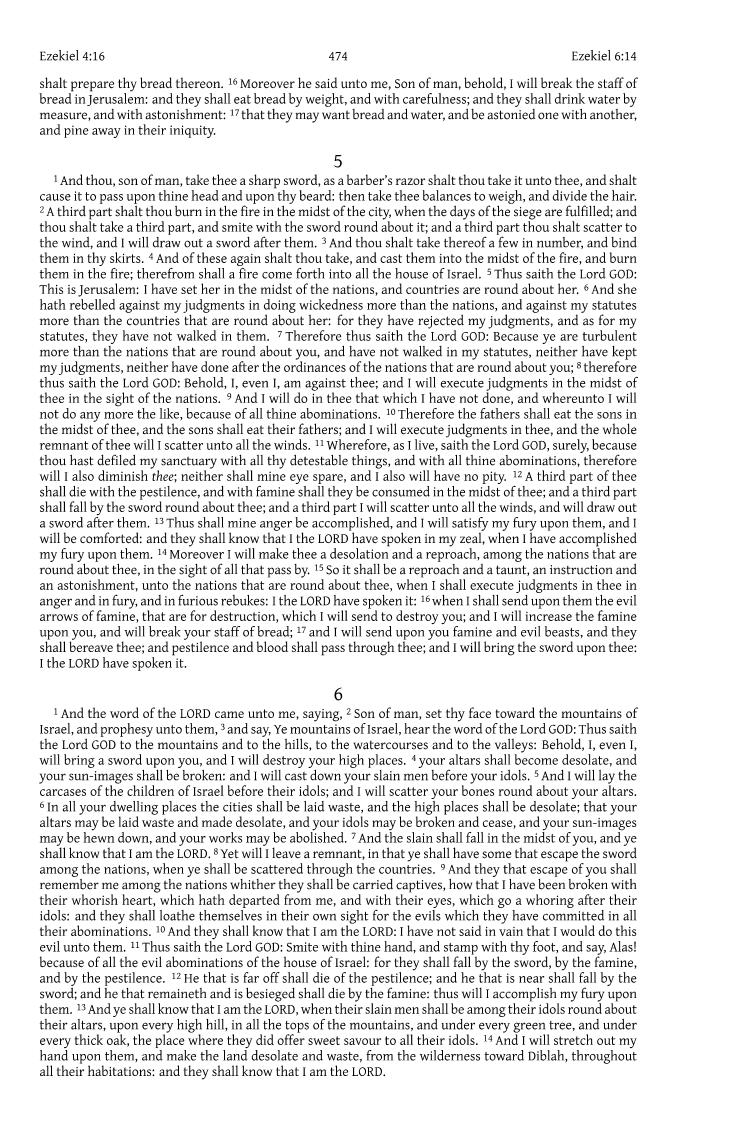 Ezekiel 4:16 474 Ezekiel 6:14
shalt prepare thy bread thereon. 16 Moreover he said unto me, Son of man, behold, I will break the staff of
bread in Jerusalem: and they shall eat bread by weight, and with carefulness; and they shall drink water by
measure, and with astonishment: 17 that they may want bread and water, and be astonied one with another,
and pine away in their iniquity.
5
1 And thou, son of man, take thee a sharp sword, as a barber's razor shalt thou take it unto thee, and shalt
cause it to pass upon thine head and upon thy beard: then take thee balances to weigh, and divide the hair.
2 A third part shalt thou burn in the fire in the midst of the city, when the days of the siege are fulfilled; and
thou shalt take a third part, and smite with the sword round about it; and a third part thou shalt scatter to
the wind, and I will draw out a sword after them. 3 And thou shalt take thereof a few in number, and bind
them in thy skirts. 4 And of these again shalt thou take, and cast them into the midst of the fire, and burn
them in the fire; therefrom shall a fire come forth into all the house of Israel. 5 Thus saith the Lord GOD:
This is Jerusalem: I have set her in the midst of the nations, and countries are round about her. 6 And she
hath rebelled against my judgments in doing wickedness more than the nations, and against my statutes
more than the countries that are round about her: for they have rejected my judgments, and as for my
statutes, they have not walked in them. 7 Therefore thus saith the Lord GOD: Because ye are turbulent
more than the nations that are round about you, and have not walked in my statutes, neither have kept
my judgments, neither have done after the ordinances of the nations that are round about you; 8 therefore
thus saith the Lord GOD: Behold, I, even I, am against thee; and I will execute judgments in the midst of
thee in the sight of the nations. 9 And I will do in thee that which I have not done, and whereunto I will
not do any more the like, because of all thine abominations. 10 Therefore the fathers shall eat the sons in
the midst of thee, and the sons shall eat their fathers; and I will execute judgments in thee, and the whole
remnant of thee will I scatter unto all the winds. 11 Wherefore, as I live, saith the Lord GOD, surely, because
thou hast defiled my sanctuary with all thy detestable things, and with all thine abominations, therefore
will I also diminish thee; neither shall mine eye spare, and I also will have no pity. 12 A third part of thee
shall die with the pestilence, and with famine shall they be consumed in the midst of thee; and a third part
shall fall by the sword round about thee; and a third part I will scatter unto all the winds, and will draw out
a sword after them. 13 Thus shall mine anger be accomplished, and I will satisfy my fury upon them, and I
will be comforted: and they shall know that I the LORD have spoken in my zeal, when I have accomplished
my fury upon them. 14 Moreover I will make thee a desolation and a reproach, among the nations that are
round about thee, in the sight of all that pass by. 15 So it shall be a reproach and a taunt, an instruction and
an astonishment, unto the nations that are round about thee, when I shall execute judgments in thee in
anger and in fury, and in furious rebukes: I the LORD have spoken it: 16 when I shall send upon them the evil
arrows of famine, that are for destruction, which I will send to destroy you; and I will increase the famine
upon you, and will break your staff of bread; 17 and I will send upon you famine and evil beasts, and they
shall bereave thee; and pestilence and blood shall pass through thee; and I will bring the sword upon thee:
I the LORD have spoken it.
6
1 And the word of the LORD came unto me, saying, 2 Son of man, set thy face toward the mountains of
Israel, and prophesy unto them, 3 and say, Ye mountains of Israel, hear the word of the Lord GOD: Thus saith
the Lord GOD to the mountains and to the hills, to the watercourses and to the valleys: Behold, I, even I,
will bring a sword upon you, and I will destroy your high places. 4 your altars shall become desolate, and
your sun-images shall be broken: and I will cast down your slain men before your idols. 5 And I will lay the
carcases of the children of Israel before their idols; and I will scatter your bones round about your altars.
6 In all your dwelling places the cities shall be laid waste, and the high places shall be desolate; that your
altars may be laid waste and made desolate, and your idols may be broken and cease, and your sun-images
may be hewn down, and your works may be abolished. 7 And the slain shall fall in the midst of you, and ye
shall know that I am the LORD. 8 Yet will I leave a remnant, in that ye shall have some that escape the sword
among the nations, when ye shall be scattered through the countries. 9 And they that escape of you shall
remember me among the nations whither they shall be carried captives, how that I have been broken with
their whorish heart, which hath departed from me, and with their eyes, which go a whoring after their
idols: and they shall loathe themselves in their own sight for the evils which they have committed in all
their abominations. 10 And they shall know that I am the LORD: I have not said in vain that I would do this
evil unto them. 11 Thus saith the Lord GOD: Smite with thine hand, and stamp with thy foot, and say, Alas!
because of all the evil abominations of the house of Israel: for they shall fall by the sword, by the famine,
and by the pestilence. 12 He that is far off shall die of the pestilence; and he that is near shall fall by the
sword; and he that remaineth and is besieged shall die by the famine: thus will I accomplish my fury upon
them. 13 And ye shall know that I am the LORD, when their slain men shall be among their idols round about
their altars, upon every high hill, in all the tops of the mountains, and under every green tree, and under
every thick oak, the place where they did offer sweet savour to all their idols. 14 And I will stretch out my
hand upon them, and make the land desolate and waste, from the wilderness toward Diblah, throughout
all their habitations: and they shall know that I am the LORD.